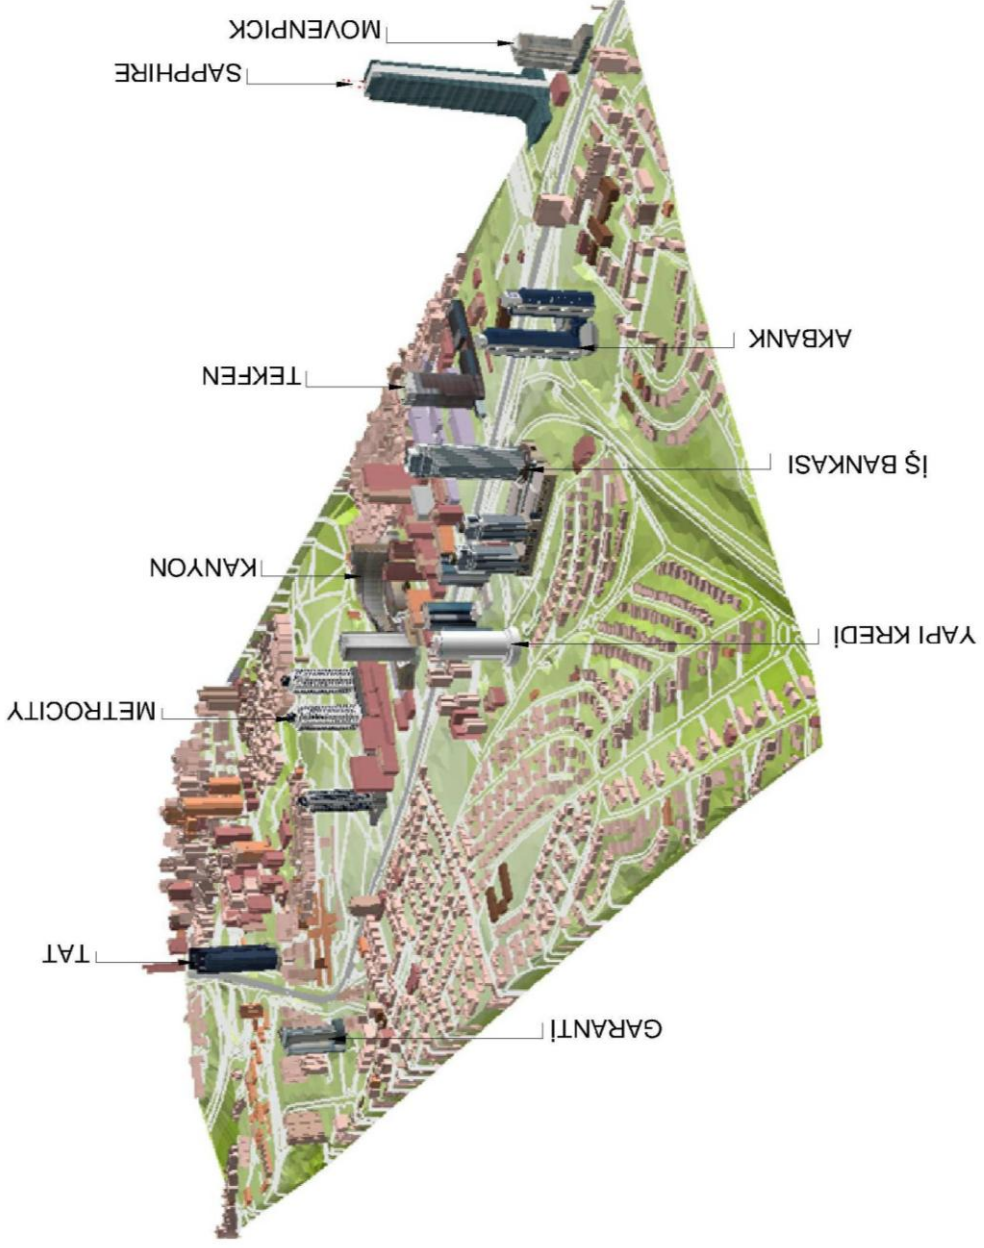 GARANTİ
TAT
METROCITY
YAPI KREDİ
KANYON
İŞ BANKASI
TEKFEN
AKBANK
SAPPHIRE
MOVENPICK